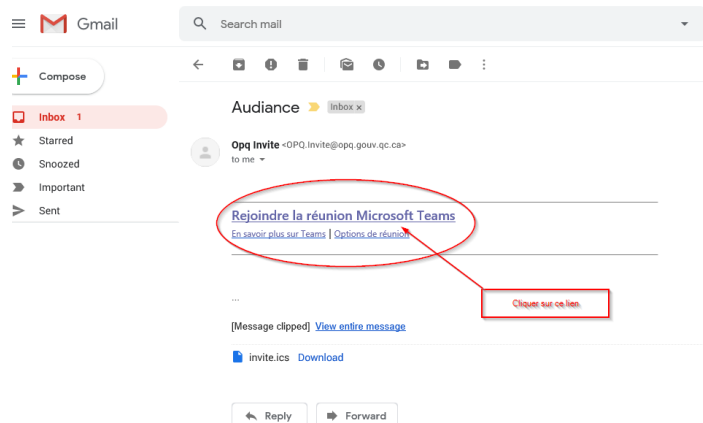 Gmail
Search mail
Compose
Inbox 1
Starred
Snoozed
Important
Sent
Audiance Inbox x
Opq Invite <OPQ.Invite@opq.gouv.qc.ca>
to me
Rejoindre la réunion Microsoft Teams
En savoir plus sur Teams | Options de réunion
Cliquer sur ce lien
...
[Message clipped] View entire message
invite.ics Download
Reply Forward